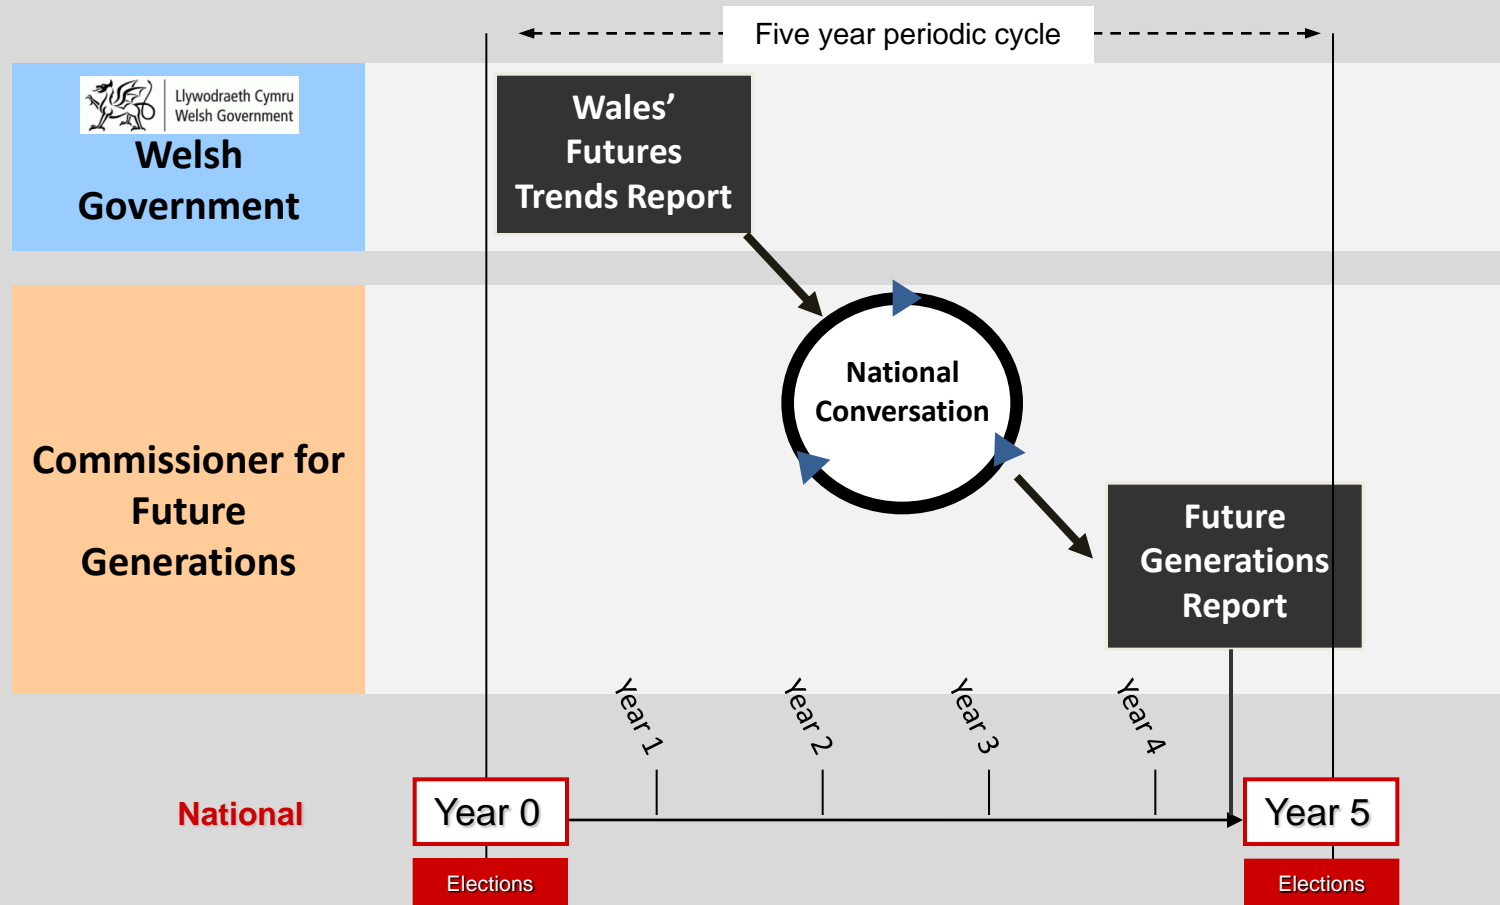 Five year periodic cycle
Llywodraeth Cymru
Welsh Government
Welsh
Government
Wales’
Futures
Trends Report
National
Conversation
Commissioner for
Future
Generations
Future
Generations
Report
Year 1
Year 2
Year 3
Year 4
National
Year 0
Year 5
Elections
Elections